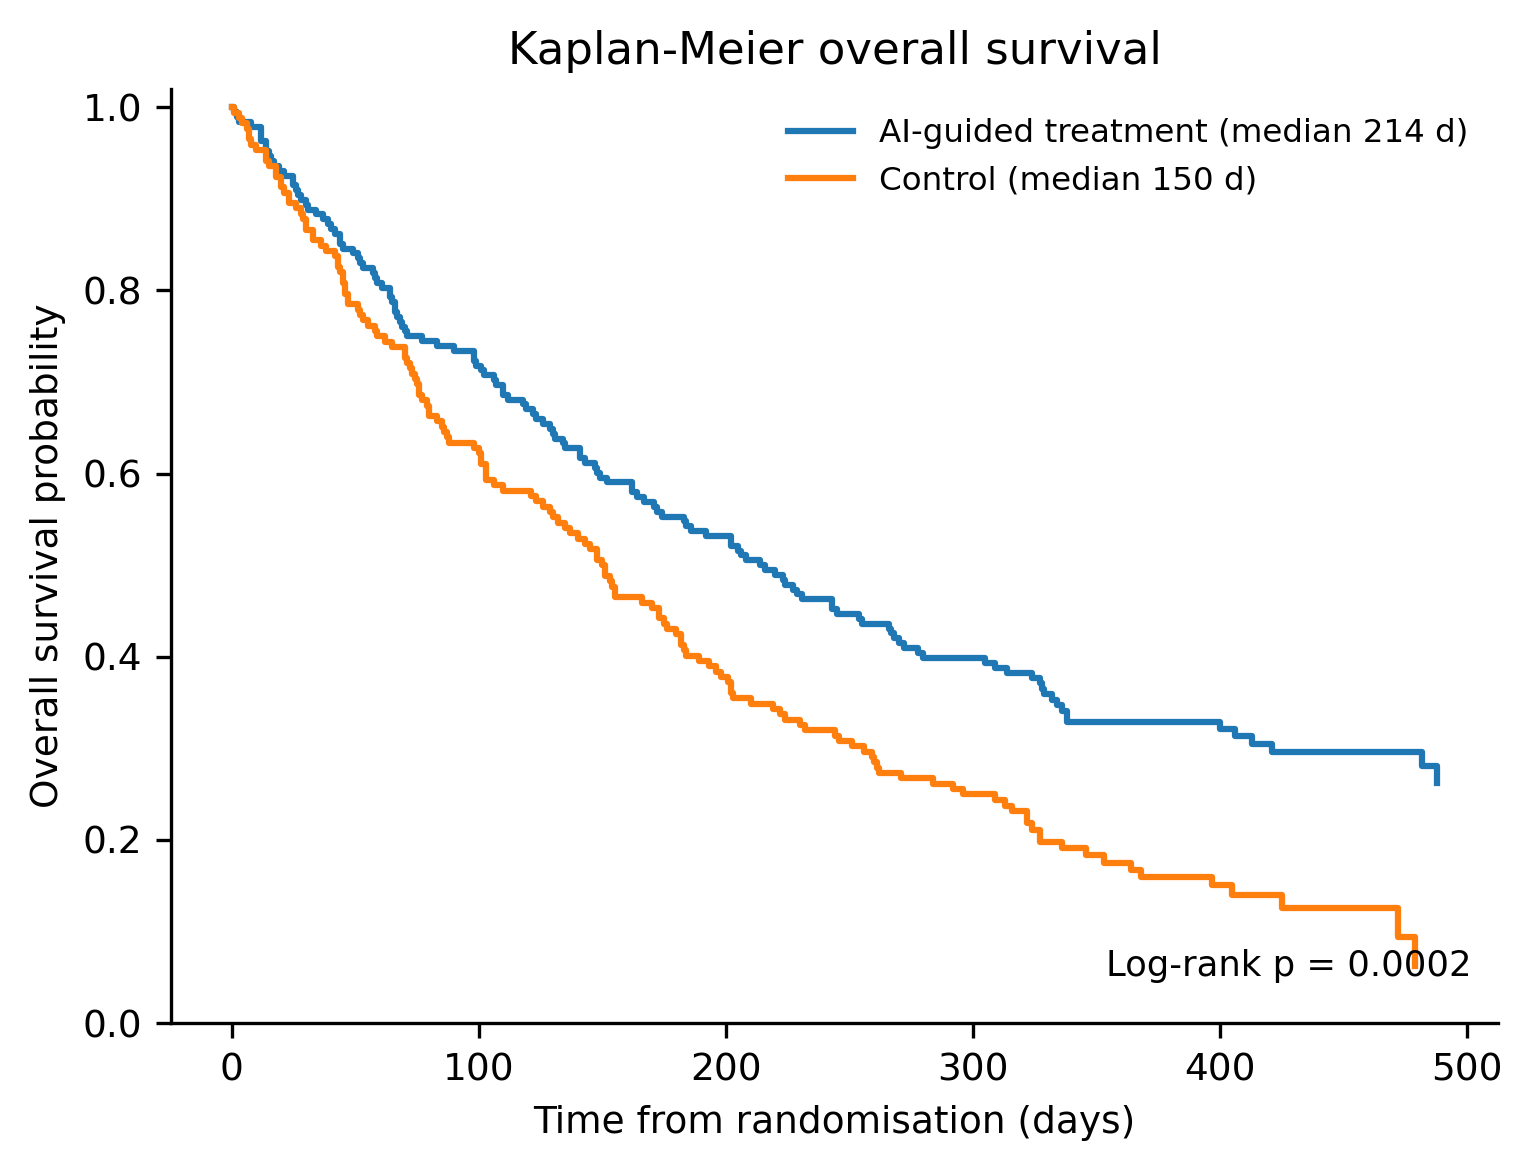 Kaplan-Meier overall survival
AI-guided treatment (median 214 d)
Control (median 150 d)
Overall survival probability
1.0
0.8
0.6
0.4
0.2
0.0
Log-rank p = 0.0002
0 100 200 300 400 500
Time from randomisation (days)